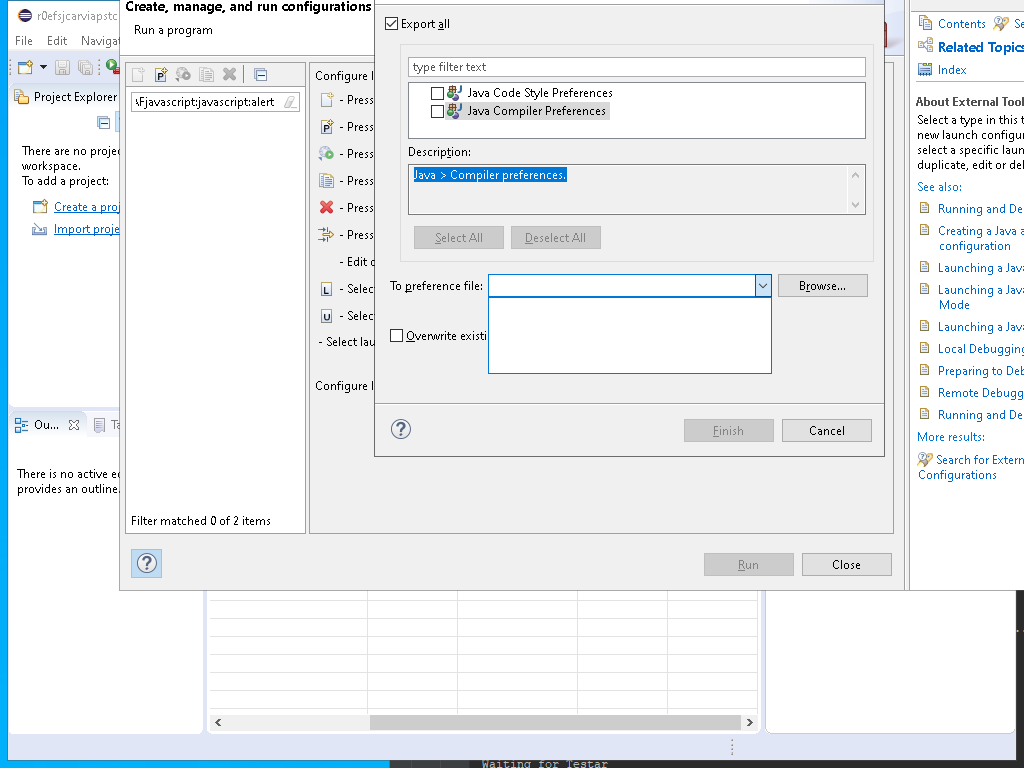 r0efsjcarviapstc
File Edit Navigat
Project Explorer
There are no projec
workspace.
To add a project:
Create a proj
Import proje
Ou...
Ta
There is no active ed
provides an outline.
Create, manage, and run configurations
Run a program
\Fjavascript:javascript:alert
Filter matched 0 of 2 items
Configure l
- Press
- Press
- Press
- Press
- Press
- Press
- Edit c
- Selec
- Selec
- Select lau
Configure l
Run
Close
Export all
type filter text
Java Code Style Preferences
Java Compiler Preferences
Description:
Java > Compiler preferences.
Select All
Deselect All
To preference file:
Browse...
Overwrite existi
Finish
Cancel
Contents
Se
Related Topics
Index
About External Tool
Select a type in this t
new launch configur
select a specific laun
duplicate, edit or del
See also:
Running and De
Creating a Java a
configuration
Launching a Java
Launching a Java
Mode
Launching a Java
Local Debugging
Preparing to Deb
Remote Debugg
Running and De
More results:
Search for Extern
Configurations
Waiting for Testar